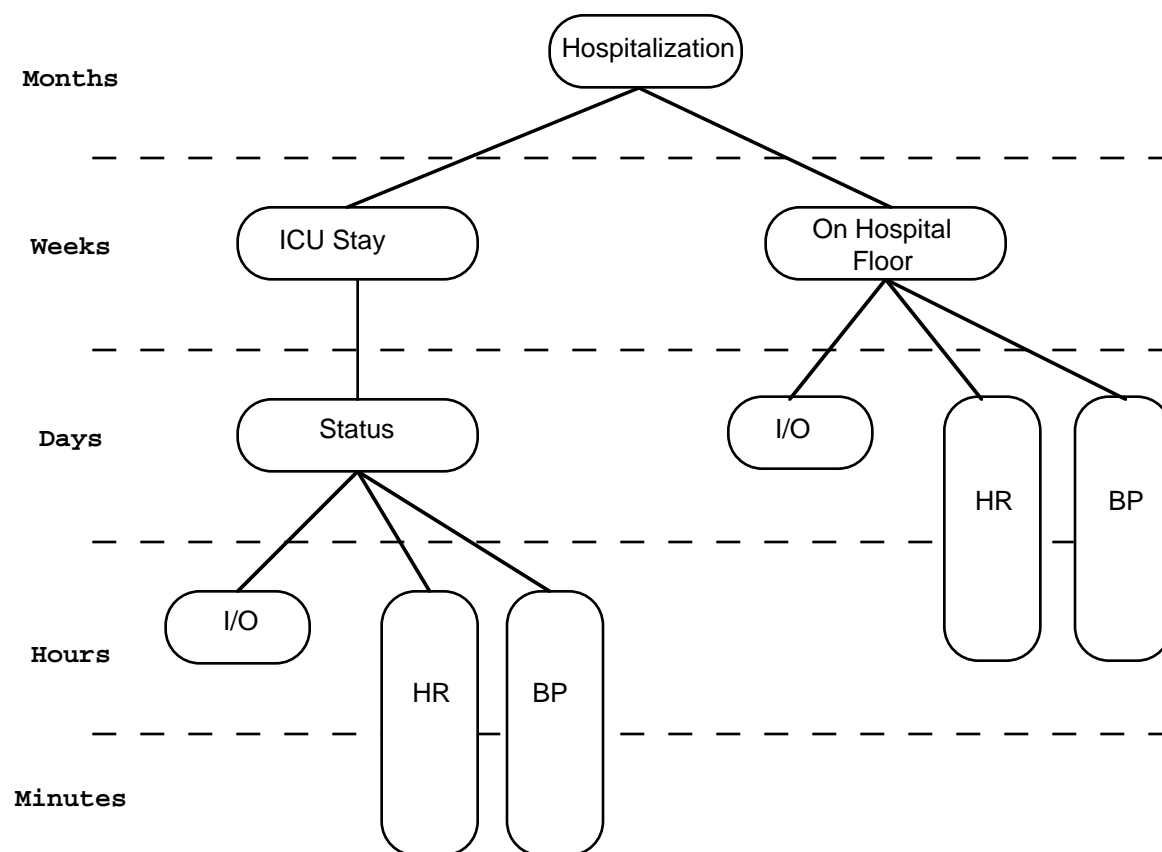 Hospitalization
Months
ICU Stay
On Hospital
Floor
Weeks
Status
I/O
Days
HR
BP
I/O
Hours
HR
BP
Minutes